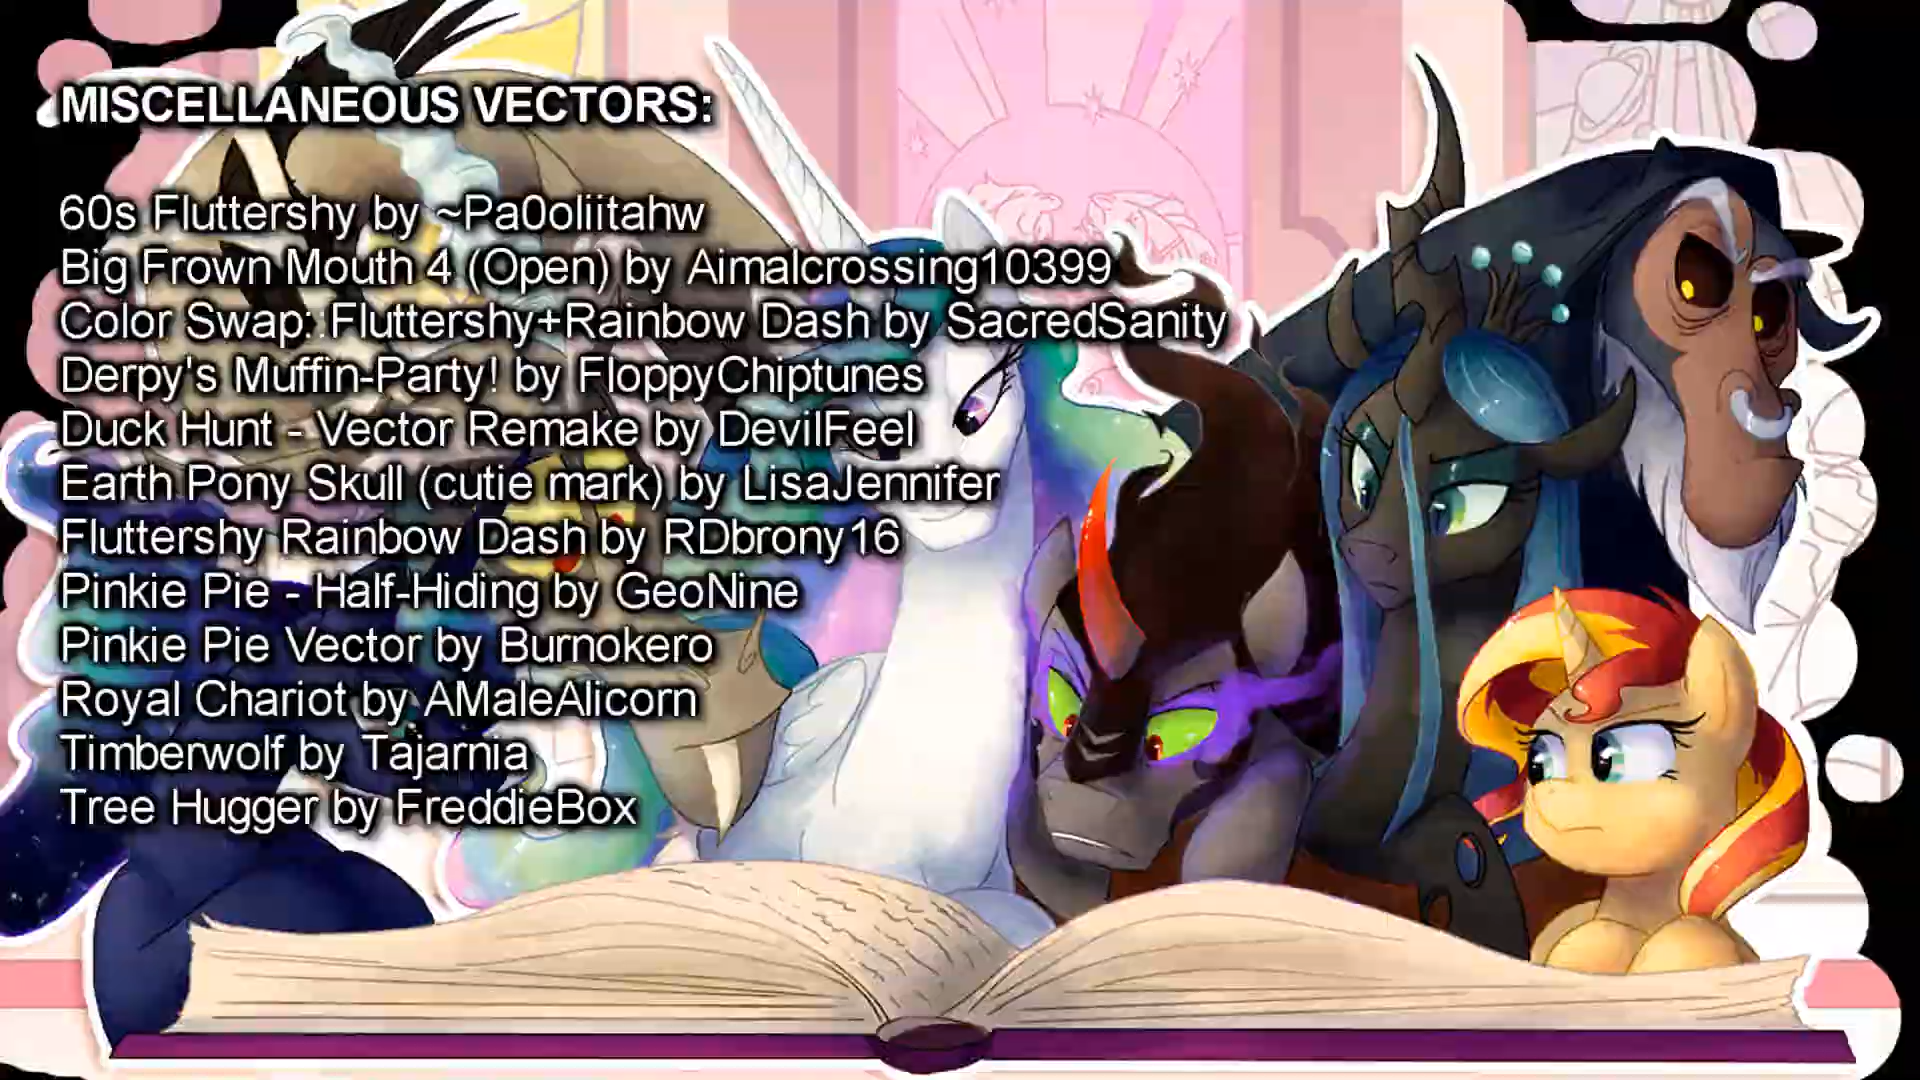 MISCELLANEOUS VECTORS:
60s Fluttershy by ~Pa0oliitahw
Big Frown Mouth 4 (Open) by Aimalcrossing10399
Color Swap::Fluttershy+Rainbow Dash by SacredSanity
Derpy's Muffin-Party! by FloppyChiptunes
Duck Hunt - Vector Remake by DevilFeel
Earth Pony Skull (cutie mark) by LisaJennifer
Fluttershy Rainbow Dash by RDbrony16
Pinkie Pie - Half-Hiding by GeoNine
Pinkie Pie Vector by Burnokero
Royal Chariot by AMaleAlicorn
Timberwolf by Tajarnia
Tree Hugger by FreddieBox